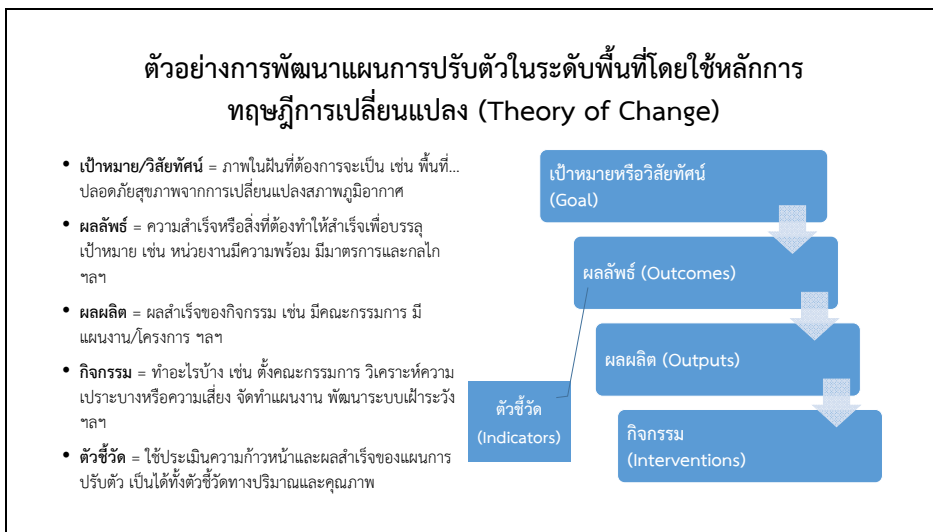 ตัวอย่างการพัฒนาแผนการปรับตัวในระดับพื้นที่โดยใช้หลักการ
ทฤษฎีการเปลี่ยนแปลง (Theory of Change)
• เป้าหมาย/วิสัยทัศน์ = ภาพในฝันที่ต้องการจะเป็น เช่น พื้นที่...
ปลอดภัยสุขภาพจากการเปลี่ยนแปลงสภาพภูมิอากาศ
• ผลลัพธ์ = ความสำเร็จหรือสิ่งที่ต้องทำให้สำเร็จเพื่อบรรลุ
เป้าหมาย เช่น หน่วยงานมีความพร้อม มีมาตรการและกลไก
ฯลฯ
• ผลผลิต = ผลสำเร็จของกิจกรรม เช่น มีคณะกรรมการ มี
แผนงาน/โครงการ ฯลฯ
• กิจกรรม = ทำอะไรบ้าง เช่น ตั้งคณะกรรมการ วิเคราะห์ความ
เปราะบางหรือความเสี่ยง จัดทำแผนงาน พัฒนาระบบเฝ้าระวัง
ฯลฯ
• ตัวชี้วัด = ใช้ประเมินความก้าวหน้าและผลสำเร็จของแผนการ
ปรับตัว เป็นได้ทั้งตัวชี้วัดทางปริมาณและคุณภาพ
เป้าหมายหรือวิสัยทัศน์
(Goal)
ผลลัพธ์ (Outcomes)
ผลผลิต (Outputs)
ตัวชี้วัด
(Indicators)
กิจกรรม
(Interventions)